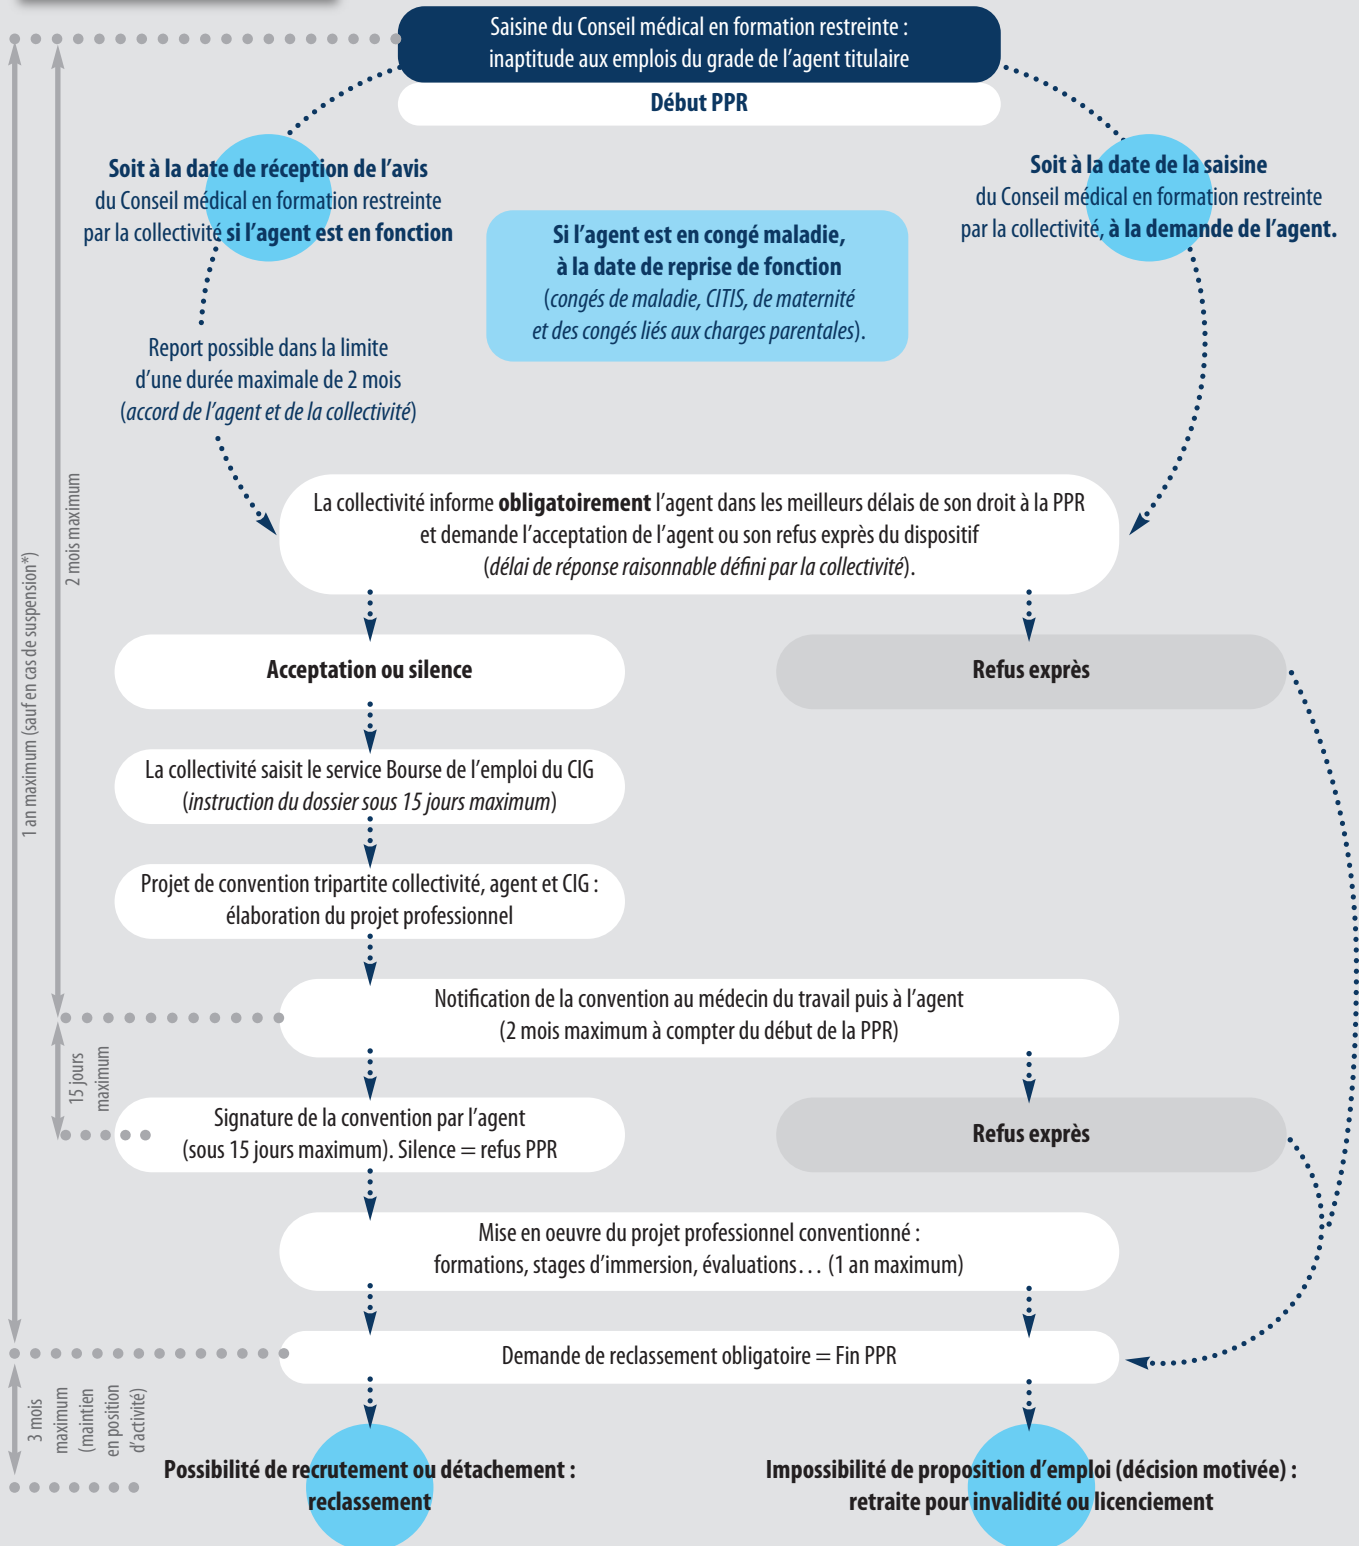 Saisine du Conseil médical en formation restreinte :
inaptitude aux emplois du grade de l'agent titulaire
Début PPR
Soit à la date de réception de l'avis
du Conseil médical en formation restreinte
par la collectivité si l'agent est en fonction
Soit à la date de la saisine
du Conseil médical en formation restreinte
par la collectivité, à la demande de l'agent.
Si l'agent est en congé maladie,
à la date de reprise de fonction
(congés de maladie, CITIS, de maternité
et des congés liés aux charges parentales).
Report possible dans la limite
d'une durée maximale de 2 mois
(accord de l'agent et de la collectivité)
1 an maximum (sauf en cas de suspension*)
2 mois maximum
La collectivité informe obligatoirement l'agent dans les meilleurs délais de son droit à la PPR
et demande l'acceptation de l'agent ou son refus exprès du dispositif
(délai de réponse raisonnable défini par la collectivité).
Acceptation ou silence
Refus exprès
La collectivité saisit le service Bourse de l'emploi du CIG
(instruction du dossier sous 15 jours maximum)
Projet de convention tripartite collectivité, agent et CIG :
élaboration du projet professionnel
Notification de la convention au médecin du travail puis à l'agent
(2 mois maximum à compter du début de la PPR)
15 jours
maximum
Signature de la convention par l'agent
(sous 15 jours maximum). Silence = refus PPR
Refus exprès
Mise en oeuvre du projet professionnel conventionné :
formations, stages d'immersion, évaluations… (1 an maximum)
Demande de reclassement obligatoire = Fin PPR
3 mois
maximum
(maintien
en position
d'activité)
Possibilité de recrutement ou détachement :
reclassement
Impossibilité de proposition d'emploi (décision motivée) :
retraite pour invalidité ou licenciement